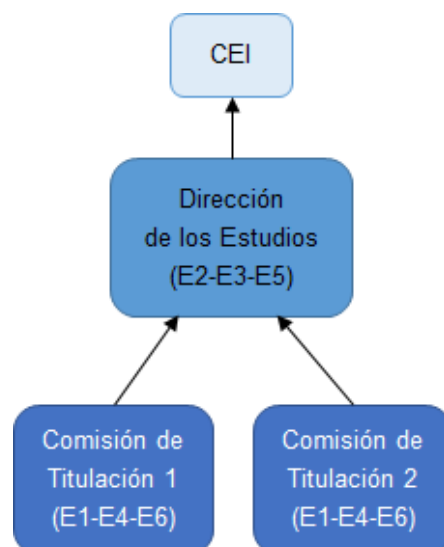 CEI
Dirección
de los Estudios
(E2-E3-E5)
Comisión de
Titulación 1
(E1-E4-E6)
Comisión de
Titulación 2
(E1-E4-E6)